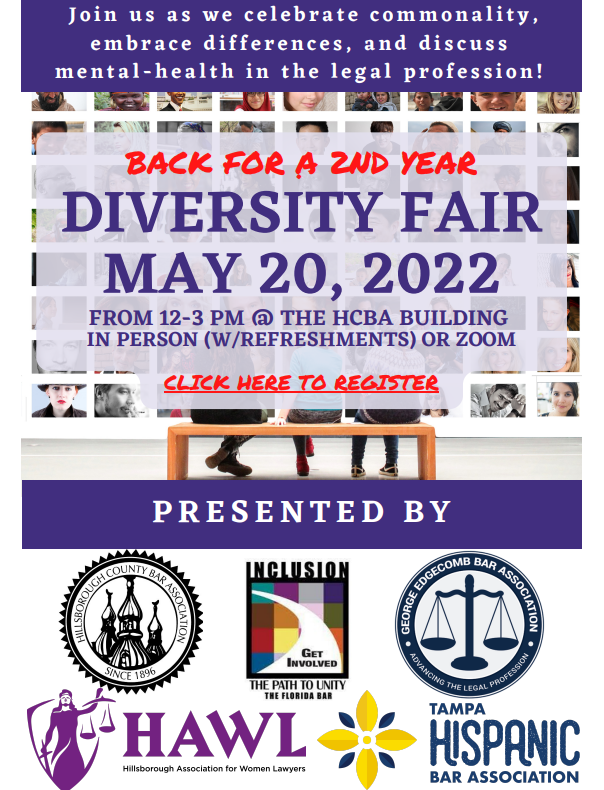 Join us as we celebrate commonality,
embrace differences, and discuss
mental-health in the legal profession!
BACK FOR A 2ND YEAR
DIVERSITY FAIR
MAY 20, 2022
FROM 12-3 PM @ THE HCBA BUILDING
IN PERSON (W/REFRESHMENTS) OR ZOOM
CLICK HERE TO REGISTER
PRESENTED BY
HILLSBOROUGH COUNTY BAR ASSOCIATION
SINCE 1896
INCLUSION
GET
INVOLVED
THE PATH TO UNITY
THE FLORIDA BAR
GEORGE EDGECOMB BAR ASSOCIATION
ADVANCING THE LEGAL PROFESSION
HAWL
Hillsborough Association for Women Lawyers
TAMPA
HISPANIC
BAR ASSOCIATION